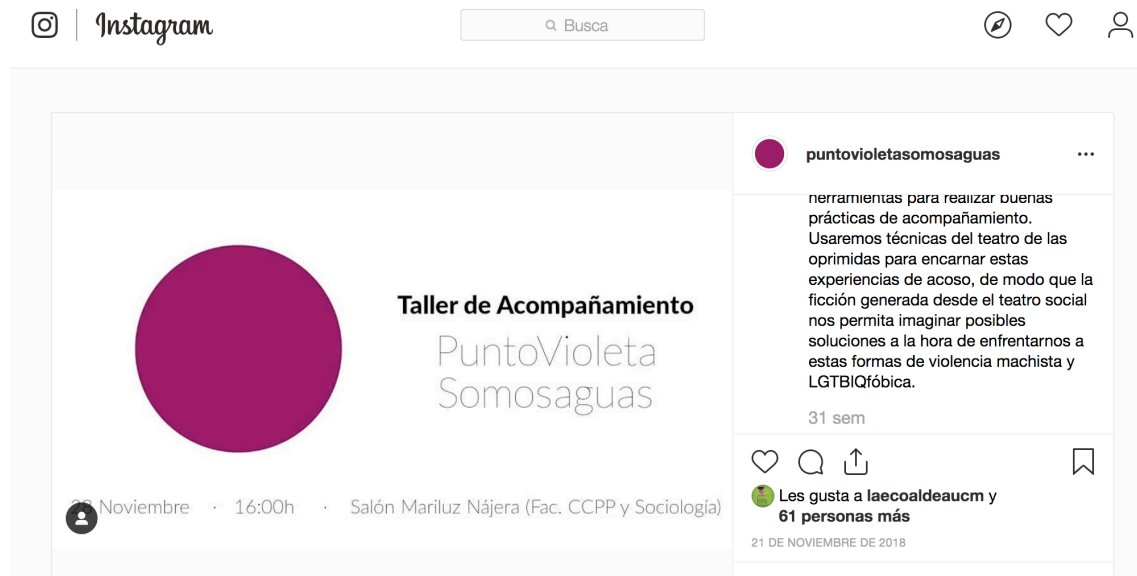 Instagram
Busca
Taller de Acompañamiento
PuntoVioleta
Somosaguas
28 Noviembre · 16:00h · Salón Mariluz Nájera (Fac. CCPP y Sociología)
puntovioletasomosaguas
herramientas para realizar buenas
prácticas de acompañamiento.
Usaremos técnicas del teatro de las
oprimidas para encarnar estas
experiencias de acoso, de modo que la
ficción generada desde el teatro social
nos permita imaginar posibles
soluciones a la hora de enfrentarnos a
estas formas de violencia machista y
LGTBIQfóbica.
31 sem
Les gusta a laecoaldeaucm y
61 personas más
21 DE NOVIEMBRE DE 2018